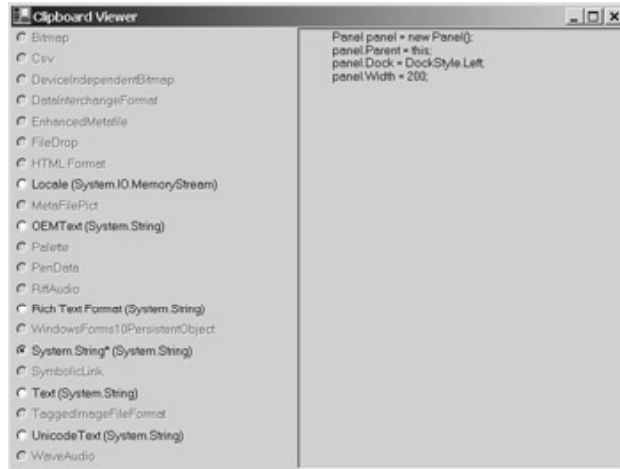 Clipboard Viewer
Bitmap
Csv
DeviceIndependentBitmap
DataInterchangeFormat
EnhancedMetafile
FileDrop
HTML Format
Locale (System.IO.MemoryStream)
MetaFilePict
OEMText (System.String)
Palette
PenData
RiffAudio
Rich Text Format (System.String)
WindowsForms10PersistentObject
System.String* (System.String)
SymbolicLink
Text (System.String)
TaggedImageFileFormat
UnicodeText (System.String)
WaveAudio
Panel panel = new Panel();
panel.Parent = this;
panel.Dock = DockStyle.Left;
panel.Width = 200;